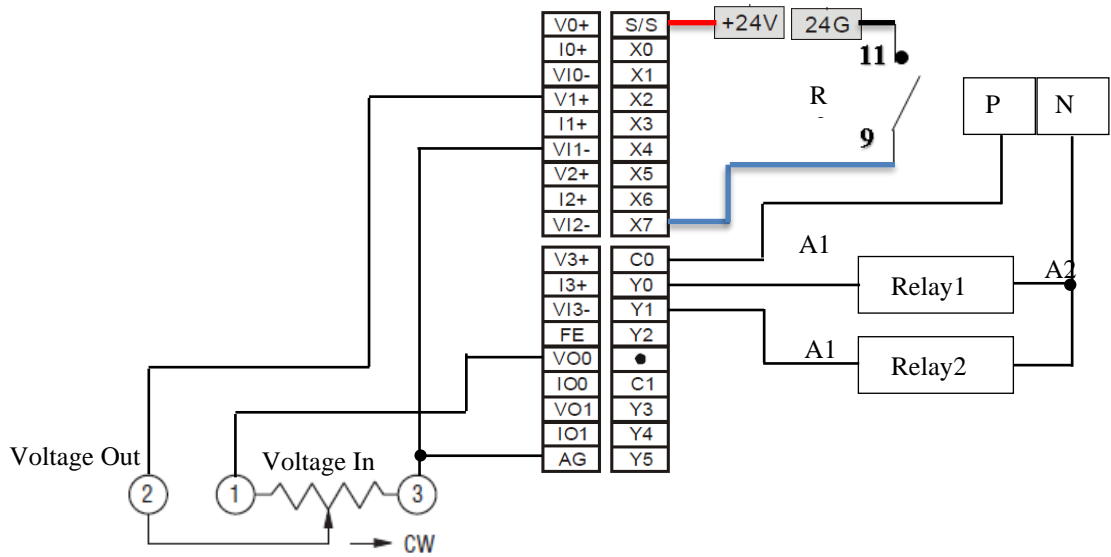 V0+ S/S +24V 24G
I0+ X0 11
VI0- X1
V1+ X2 R P N
I1+ X3
VI1- X4 9
V2+ X5
I2+ X6
VI2- X7
V3+ C0 A1
I3+ Y0 Relay1 A2
VI3- Y1
FE Y2 A1 Relay2
VO0 ●
IO0 C1
VO1 Y3
IO1 Y4
AG Y5
Voltage Out Voltage In
2 1 3
CW